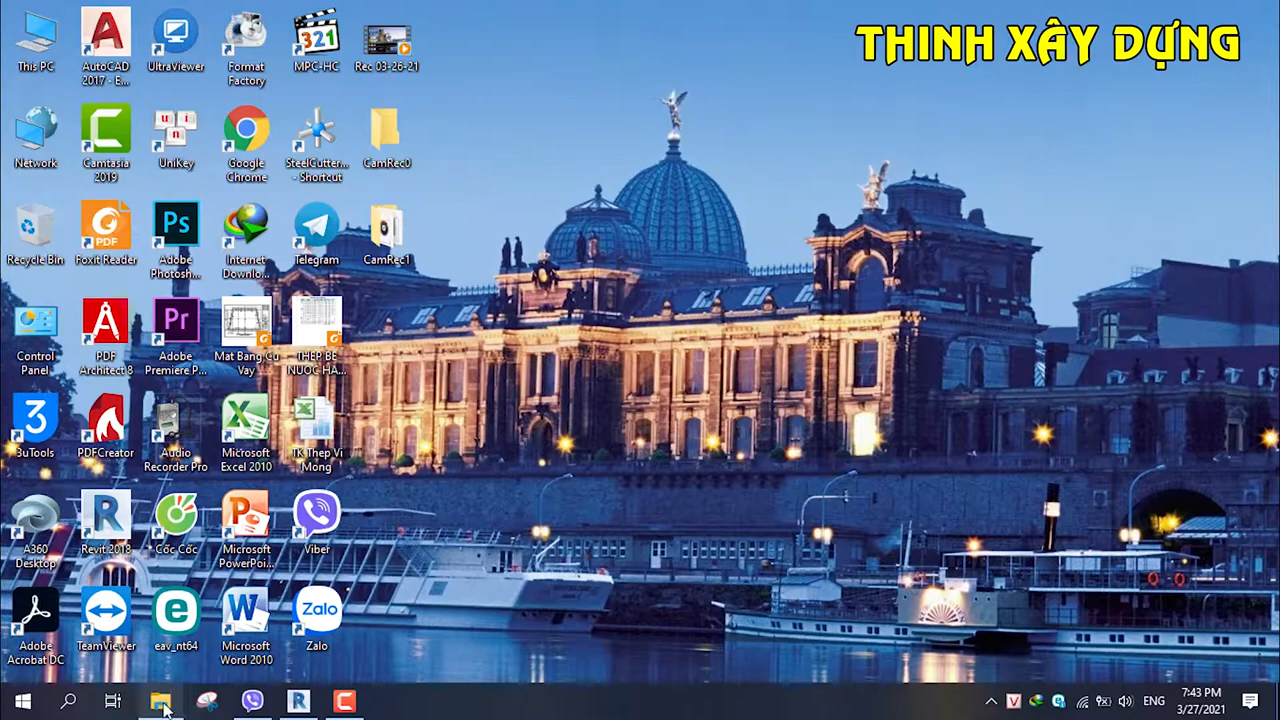 THINH XÂY DỰNG
This PC
AutoCAD
2017 - E...
UltraViewer
Format
Factory
MPC-HC
Rec 03-26-21
Network
Camtasia
2019
UniKey
Google
Chrome
SteelCutter...
- Shortcut
CamRec0
Recycle Bin
Foxit Reader
Adobe
Photosh...
Internet
Downlo...
Telegram
CamRec1
Control
Panel
PDF
Architect 8
Adobe
Premiere P...
Mat Bang Cu
Vay
THEP BE
NUOC HA...
3uTools
PDFCreator
Audio
Recorder Pro
Microsoft
Excel 2010
TK Thep Vi
Mong
A360
Desktop
Revit 2018
Cốc Cốc
Microsoft
PowerPoi...
Viber
Adobe
Acrobat DC
TeamViewer
eav_nt64
Microsoft
Word 2010
Zalo
Zalo
ENG
7:43 PM
3/27/2021